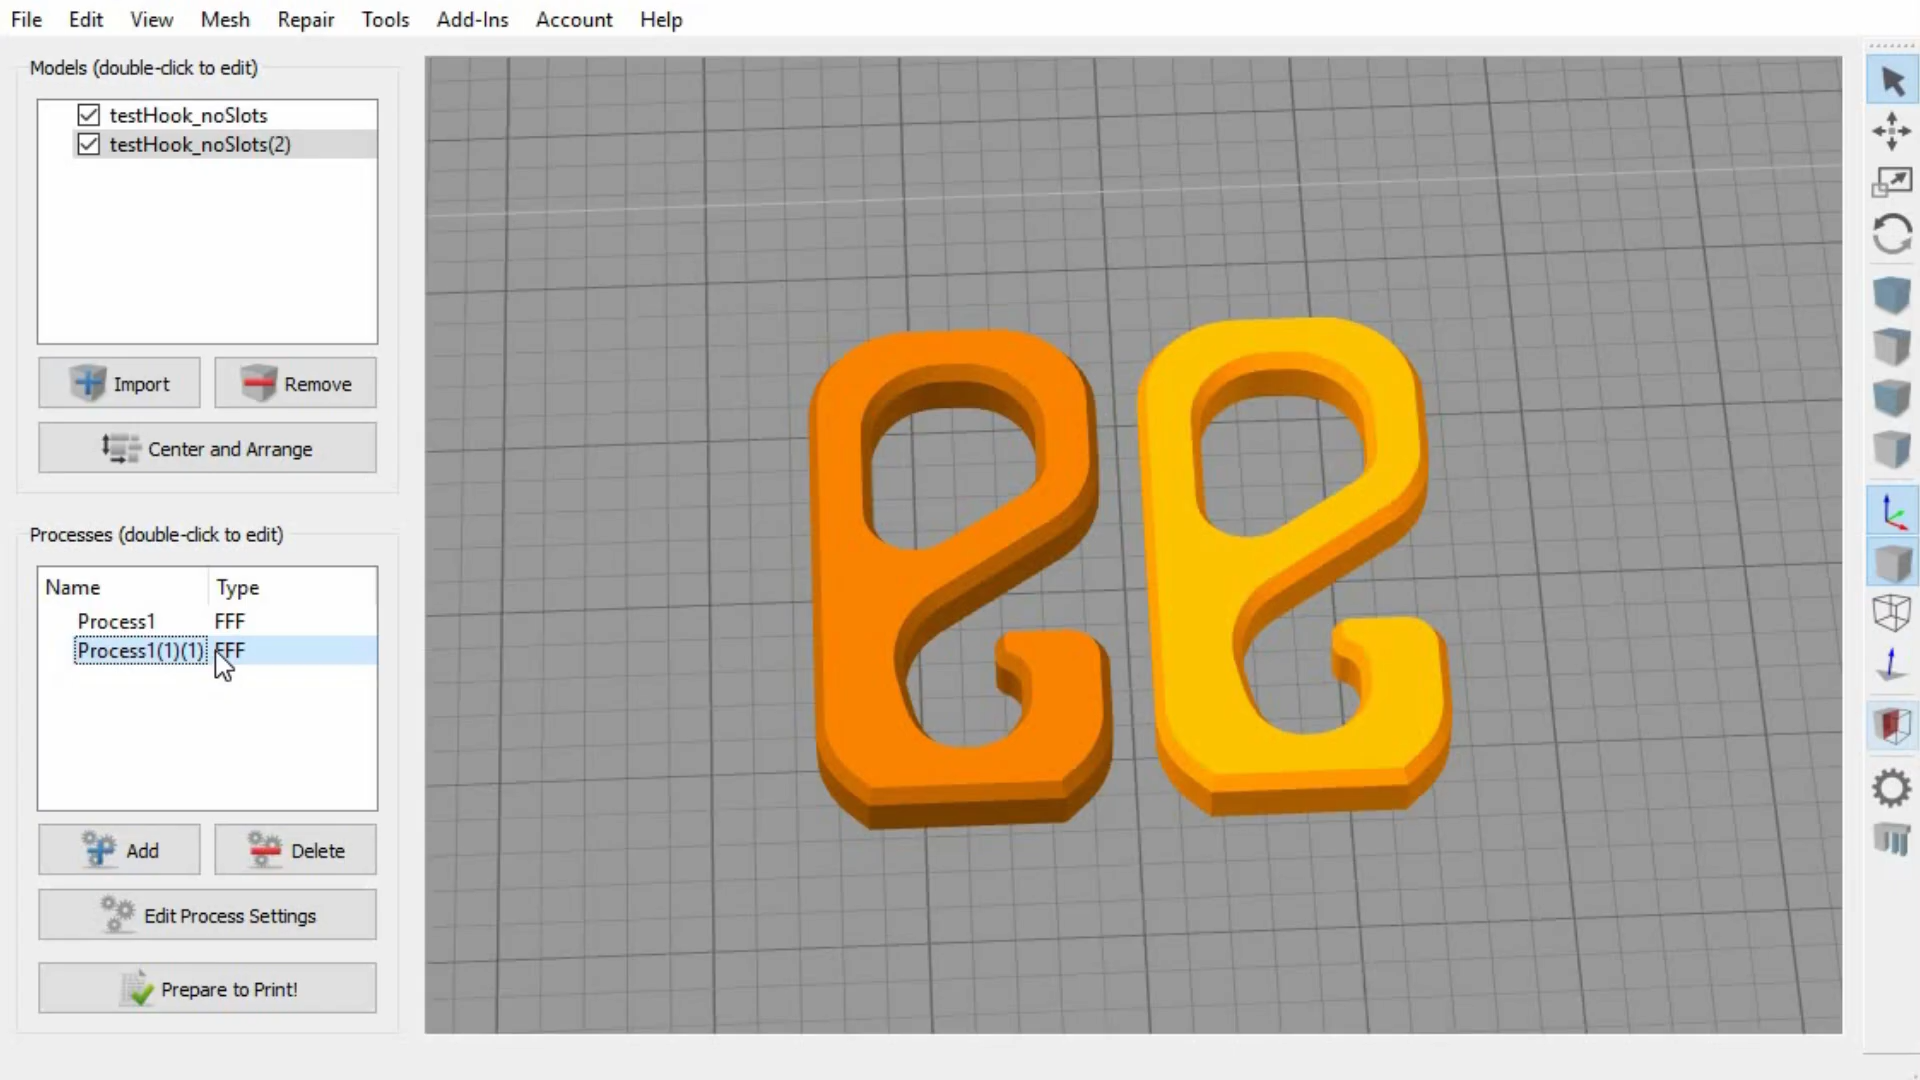 File Edit View Mesh Repair Tools Add-Ins Account Help
Models (double-click to edit)
testHook_noSlots
testHook_noSlots(2)
Import Remove
Center and Arrange
Processes (double-click to edit)
Name Type
Process1 FFF
Process1(1)(1) FFF
Add Delete
Edit Process Settings
Prepare to Print!